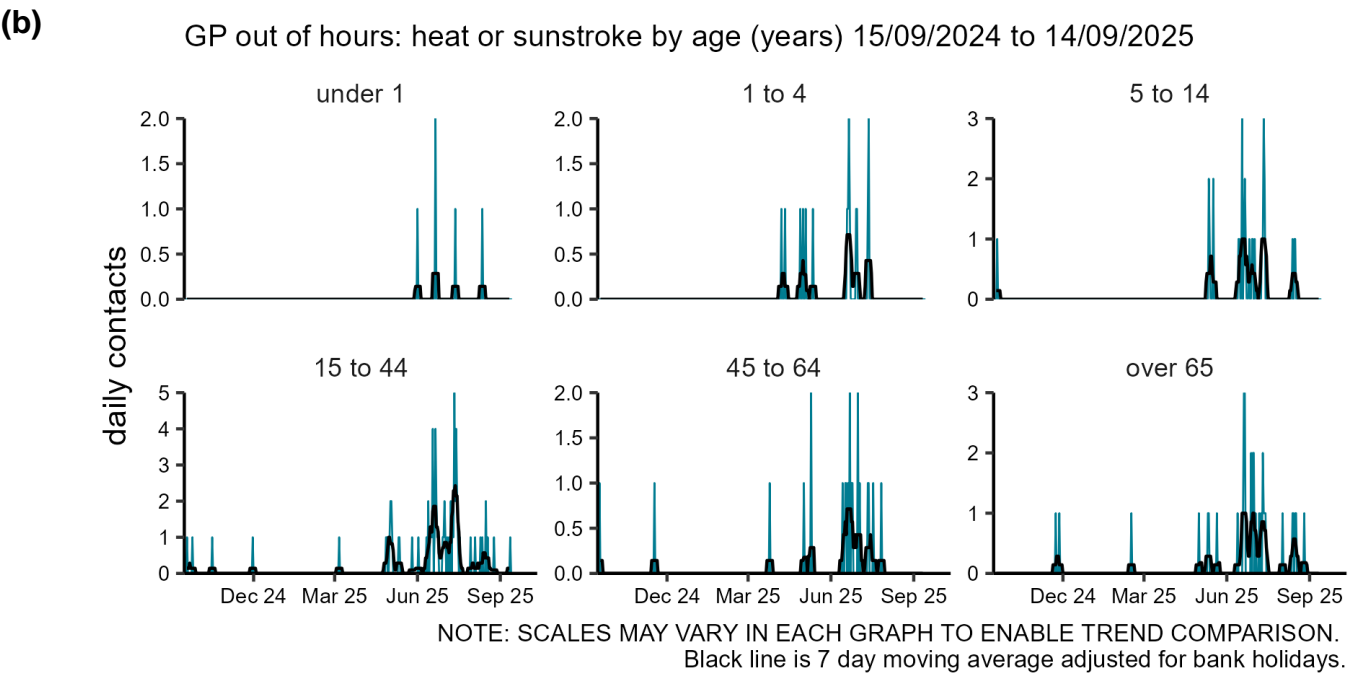 (b)
GP out of hours: heat or sunstroke by age (years) 15/09/2024 to 14/09/2025
daily contacts
under 1
2.0
1.5
1.0
0.5
0.0
1 to 4
2.0
1.5
1.0
0.5
0.0
5 to 14
3
2
1
0
15 to 44
5
4
3
2
1
0
Dec 24 Mar 25 Jun 25 Sep 25
45 to 64
2.0
1.5
1.0
0.5
0.0
Dec 24 Mar 25 Jun 25 Sep 25
over 65
3
2
1
0
Dec 24 Mar 25 Jun 25 Sep 25
NOTE: SCALES MAY VARY IN EACH GRAPH TO ENABLE TREND COMPARISON.
Black line is 7 day moving average adjusted for bank holidays.